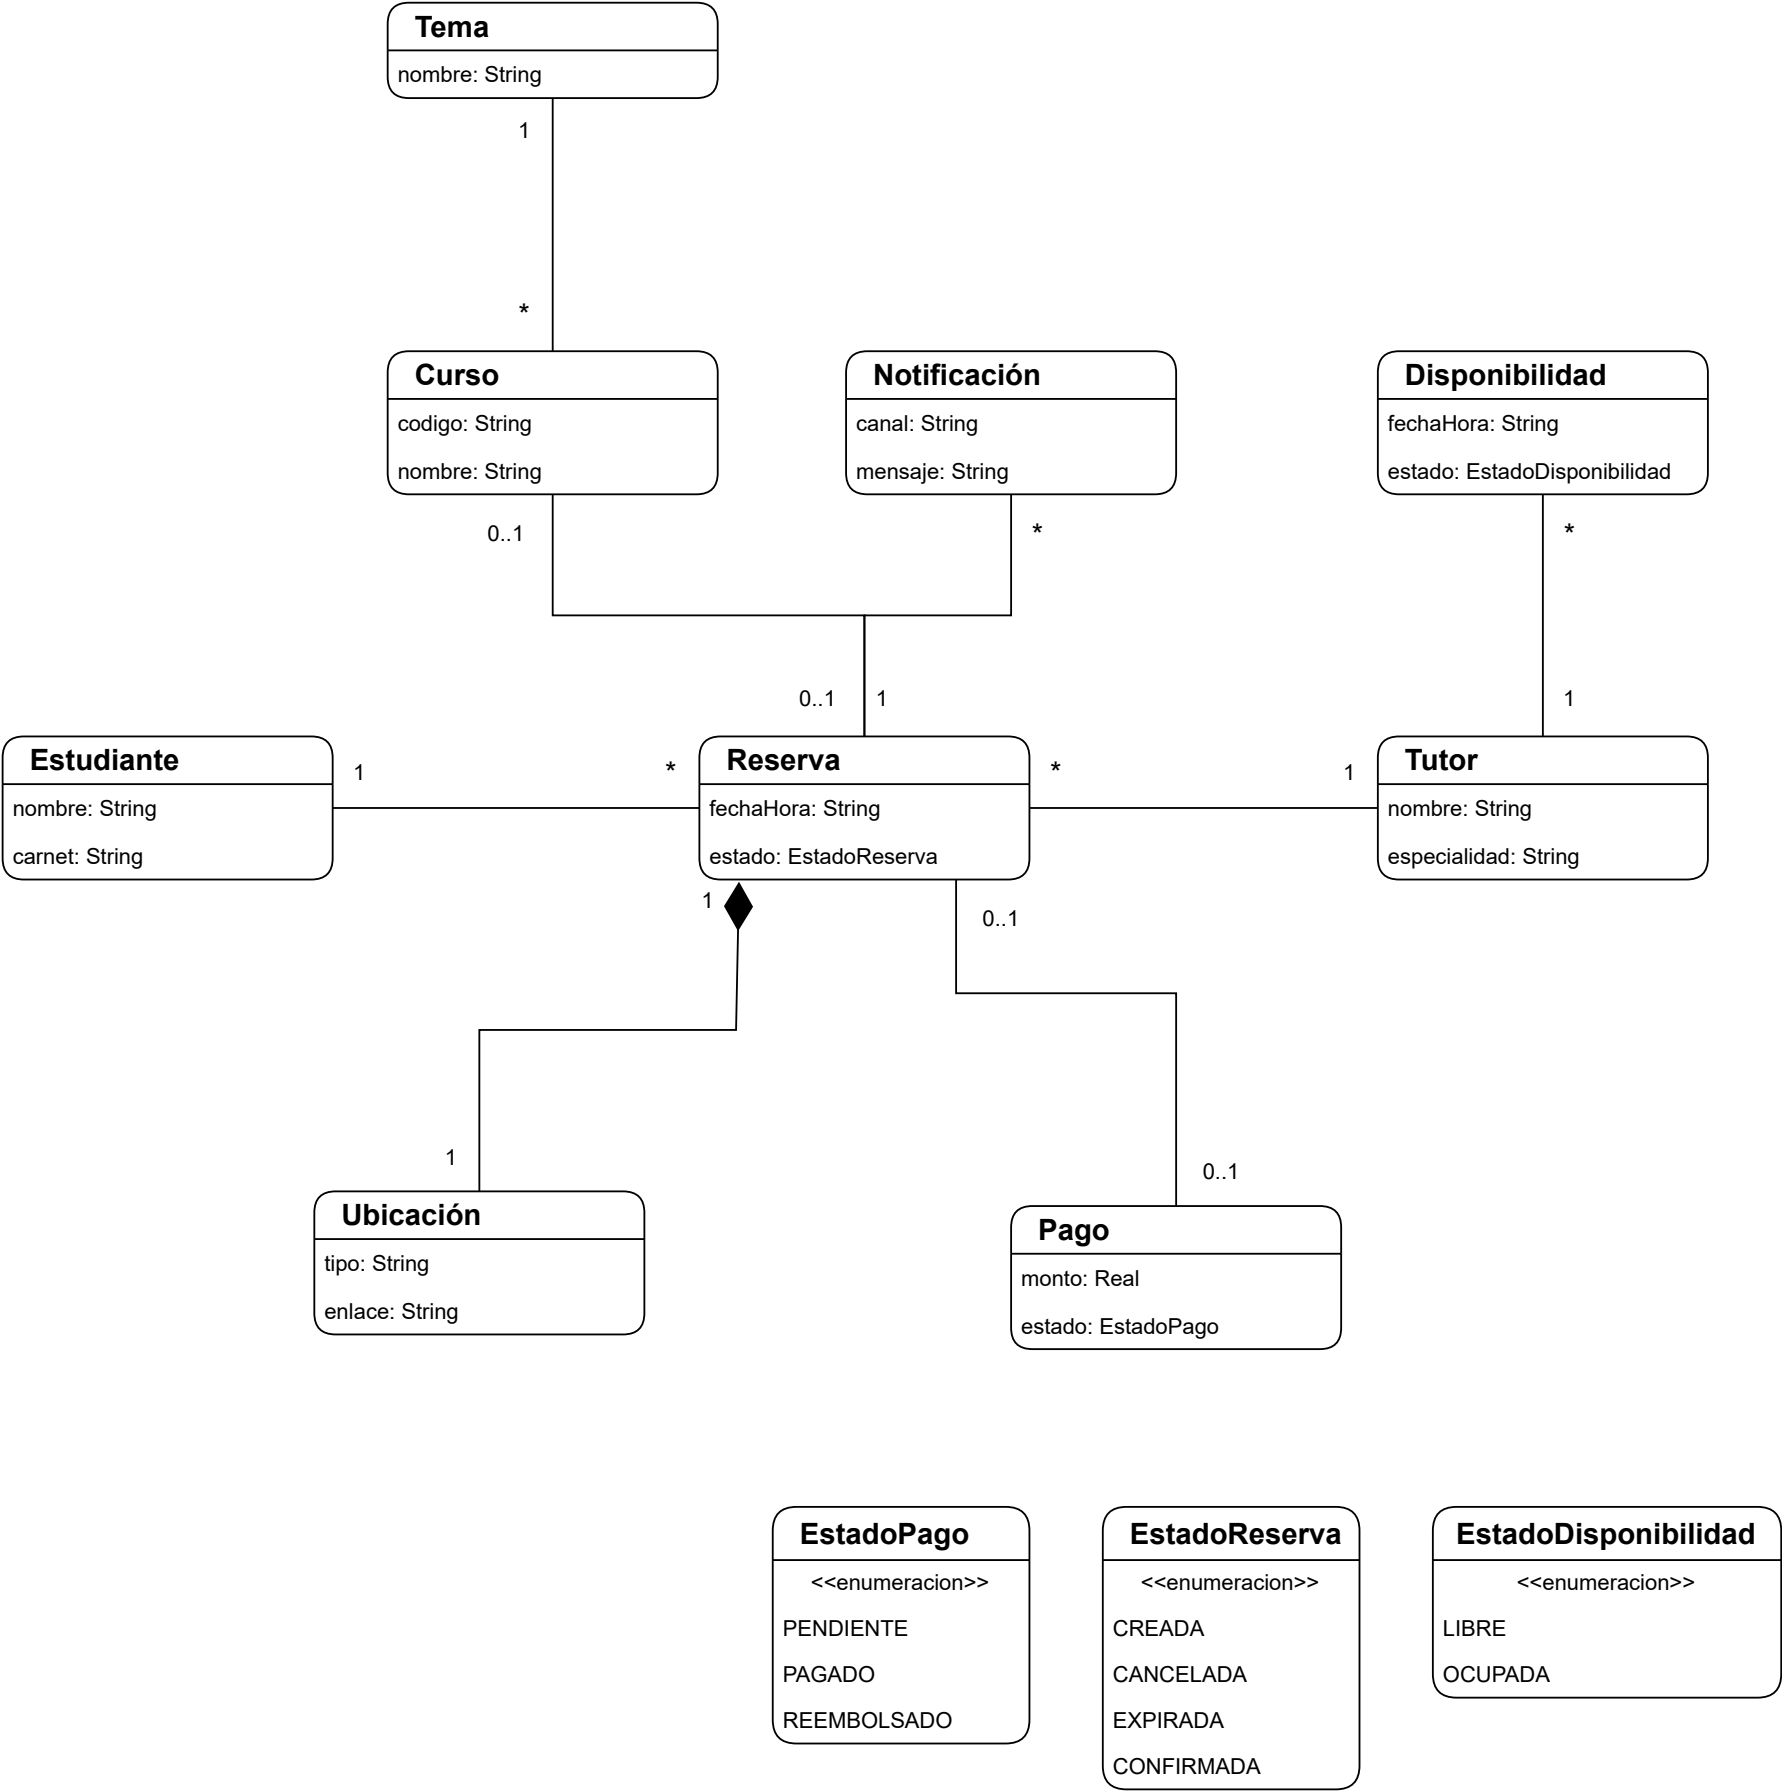 Tema
nombre: String
1
*
Curso
codigo: String
nombre: String
Notificación
canal: String
mensaje: String
Disponibilidad
fechaHora: String
estado: EstadoDisponibilidad
0..1
*
*
0..1
1
1
Estudiante
nombre: String
carnet: String
1
*
Reserva
fechaHora: String
estado: EstadoReserva
*
1
Tutor
nombre: String
especialidad: String
1
0..1
1
0..1
Ubicación
tipo: String
enlace: String
Pago
monto: Real
estado: EstadoPago
EstadoPago
<<enumeracion>>
PENDIENTE
PAGADO
REEMBOLSADO
EstadoReserva
<<enumeracion>>
CREADA
CANCELADA
EXPIRADA
CONFIRMADA
EstadoDisponibilidad
<<enumeracion>>
LIBRE
OCUPADA